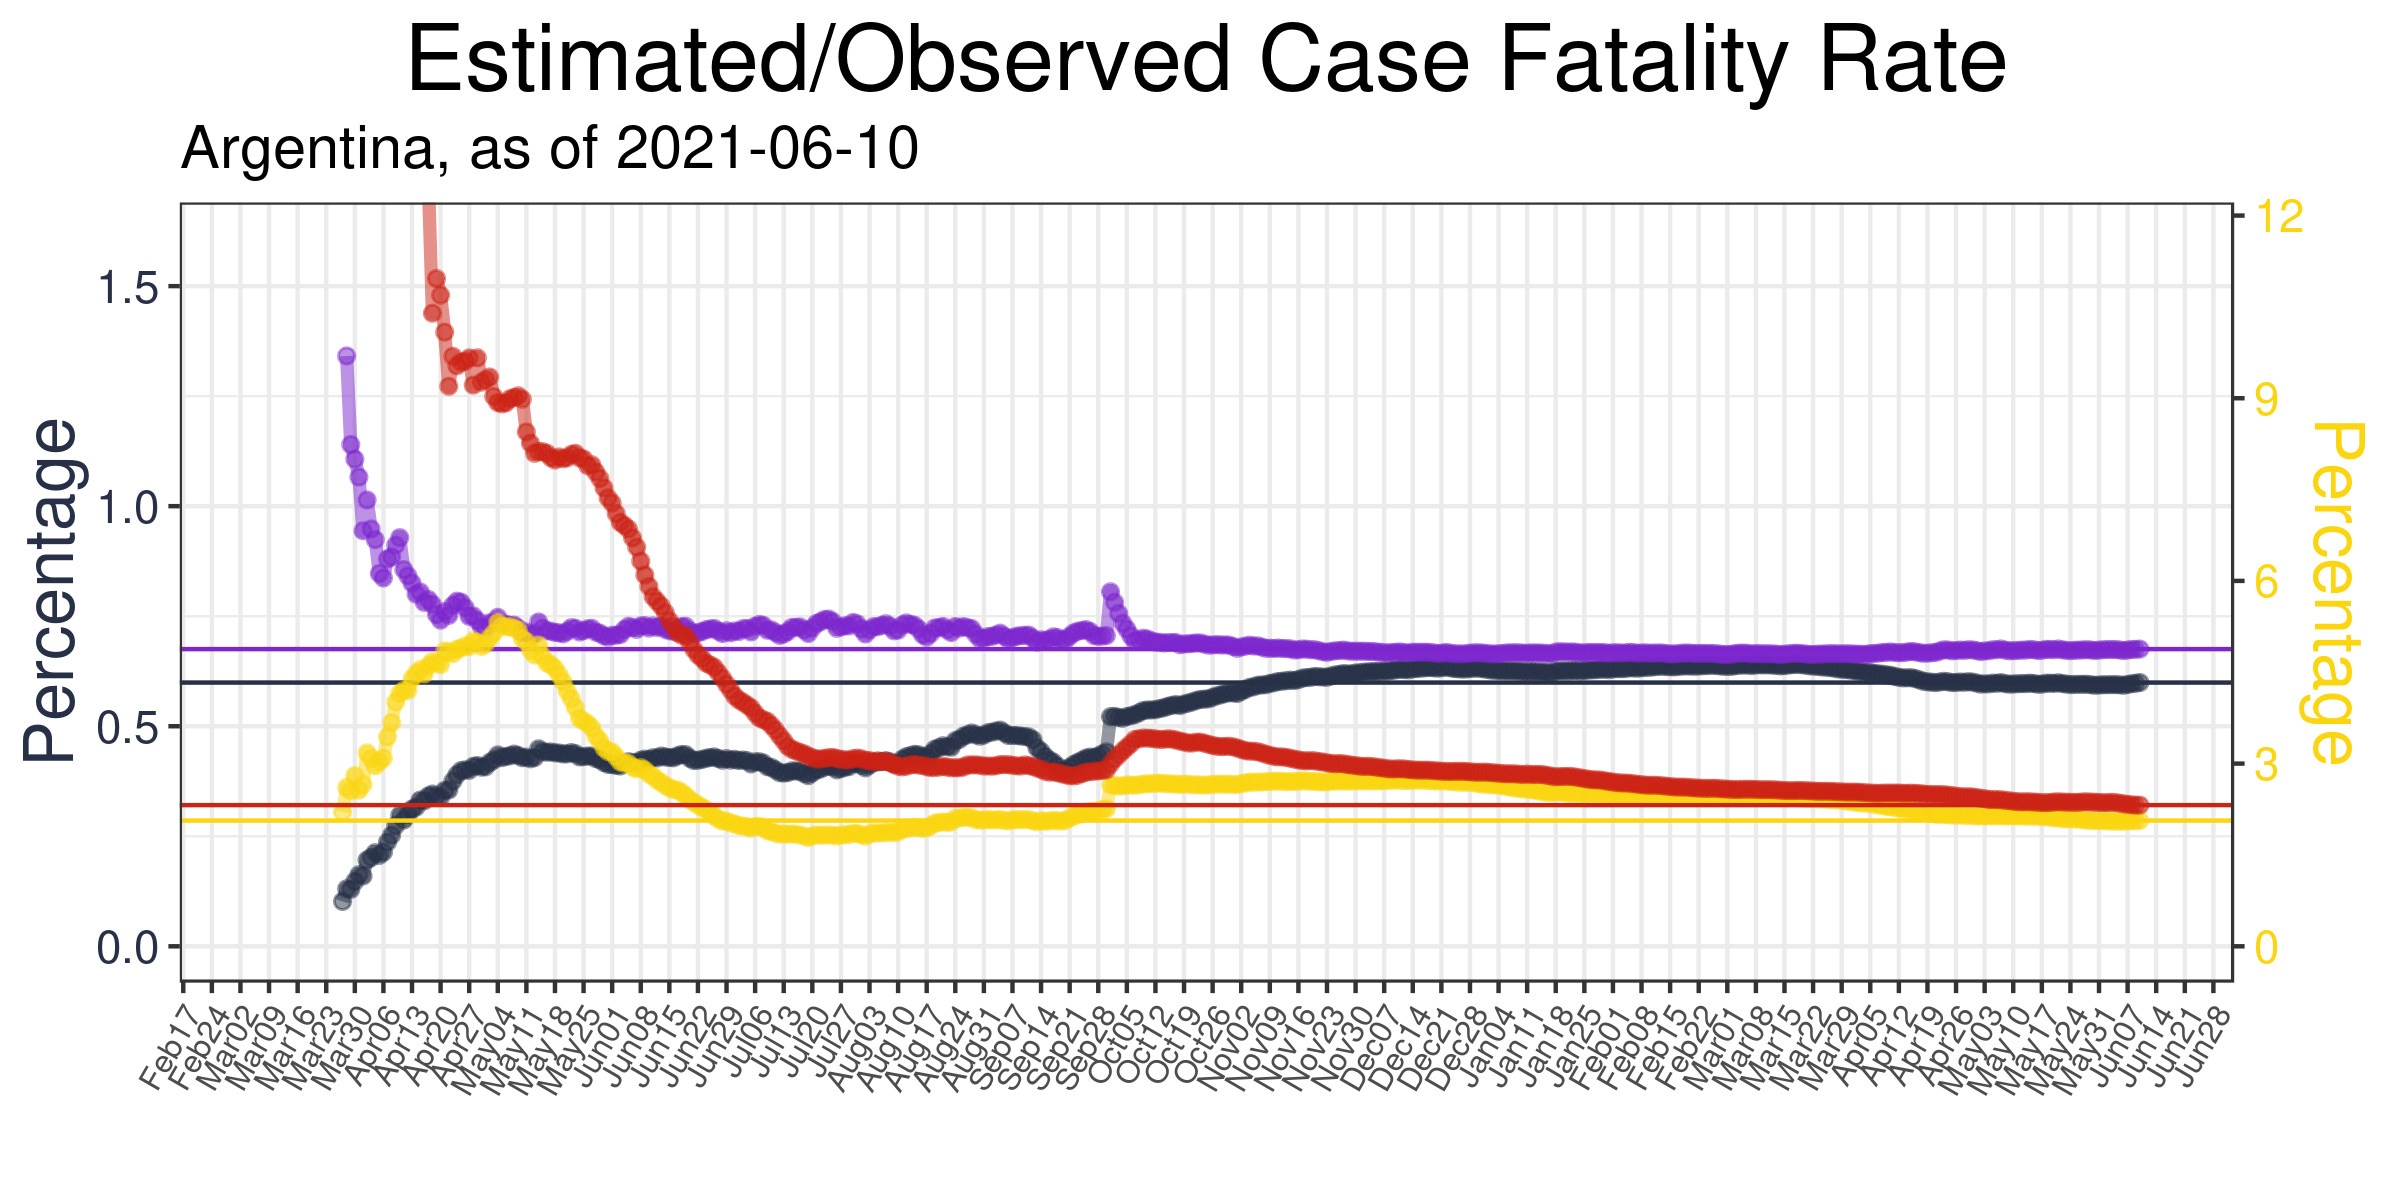 Estimated/Observed Case Fatality Rate
Argentina, as of 2021-06-10
Percentage
1.5
1.0
0.5
0.0
12
9
6
3
0
Percentage
Feb17
Feb24
Mar02
Mar09
Mar16
Mar23
Mar30
Apr06
Apr13
Apr20
Apr27
May04
May11
May18
May25
Jun01
Jun08
Jun15
Jun22
Jun29
Jul06
Jul13
Jul20
Jul27
Aug03
Aug10
Aug17
Aug24
Aug31
Sep07
Sep14
Sep21
Sep28
Oct05
Oct12
Oct19
Oct26
Nov02
Nov09
Nov16
Nov23
Nov30
Dec07
Dec14
Dec21
Dec28
Jan04
Jan11
Jan18
Jan25
Feb01
Feb08
Feb15
Feb22
Mar01
Mar08
Mar15
Mar22
Mar29
Apr05
Apr12
Apr19
Apr26
May03
May10
May17
May24
May31
Jun07
Jun14
Jun21
Jun28